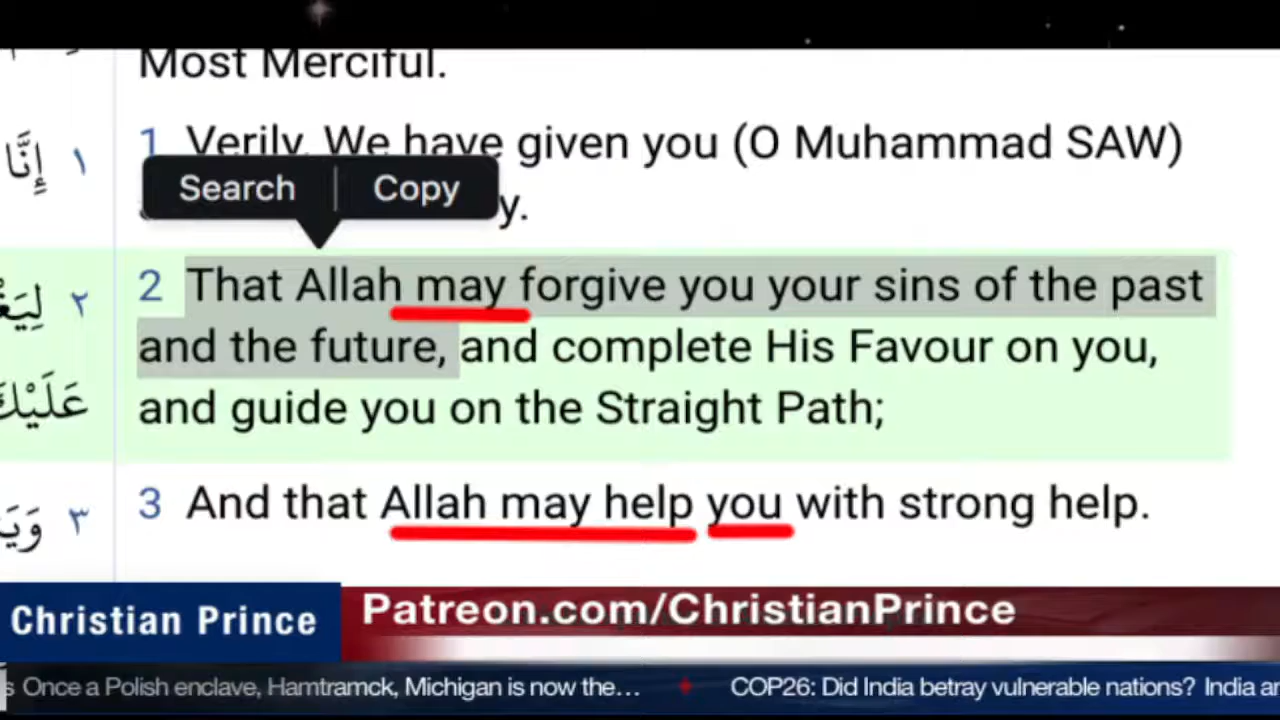 Most Merciful.
إِنَّا ١
1 Verily, We have given you (O Muhammad SAW)
Search Copy
y.
٢
2 That Allah may forgive you your sins of the past
and the future, and complete His Favour on you,
عَلَيْكَ
and guide you on the Straight Path;
٣
3 And that Allah may help you with strong help.
Christian Prince
Patreon.com/ChristianPrince
s Once a Polish enclave, Hamtramck, Michigan is now the... COP26: Did India betray vulnerable nations? India ar